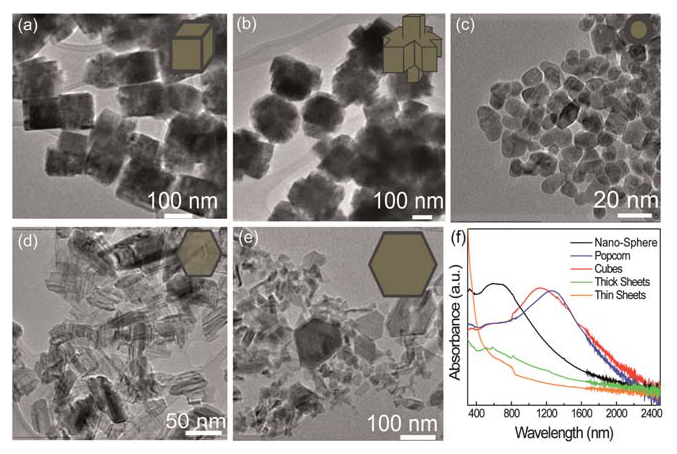 (a)
100 nm
(b)
100 nm
(c)
20 nm
(d)
50 nm
(e)
100 nm
(f)
Nano-Sphere
Popcorn
Cubes
Thick Sheets
Thin Sheets
Absorbance (a.u.)
400 800 1200 1600 2000 2400
Wavelength (nm)